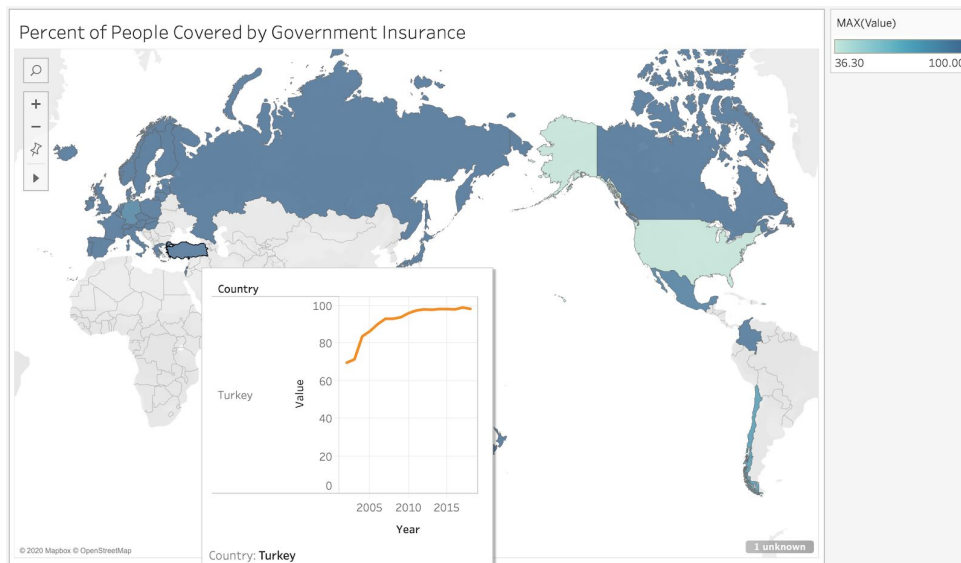 Percent of People Covered by Government Insurance
MAX(Value)
36.30 100.00
Country
Turkey
Value
100
80
60
40
20
0
2005 2010 2015
Year
Country: Turkey
© 2020 Mapbox © OpenStreetMap
1 unknown